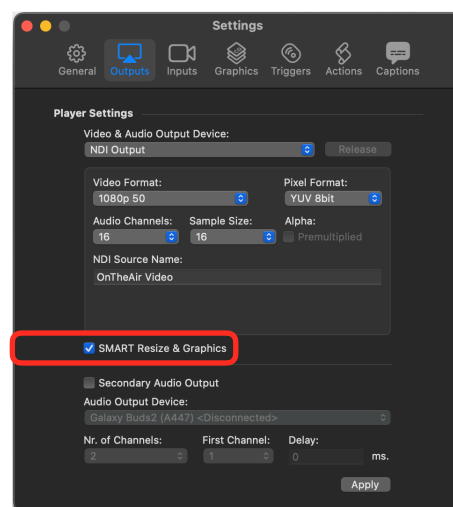 Settings
General Outputs Inputs Graphics Triggers Actions Captions
Player Settings
Video & Audio Output Device:
NDI Output Release
Video Format: Pixel Format:
1080p 50 YUV 8bit
Audio Channels: Sample Size: Alpha:
16 16 Premultiplied
NDI Source Name:
OnTheAir Video
SMART Resize & Graphics
Secondary Audio Output
Audio Output Device:
Galaxy Buds2 (A447) <Disconnected>
Nr. of Channels: First Channel: Delay:
2 1 0 ms.
Apply